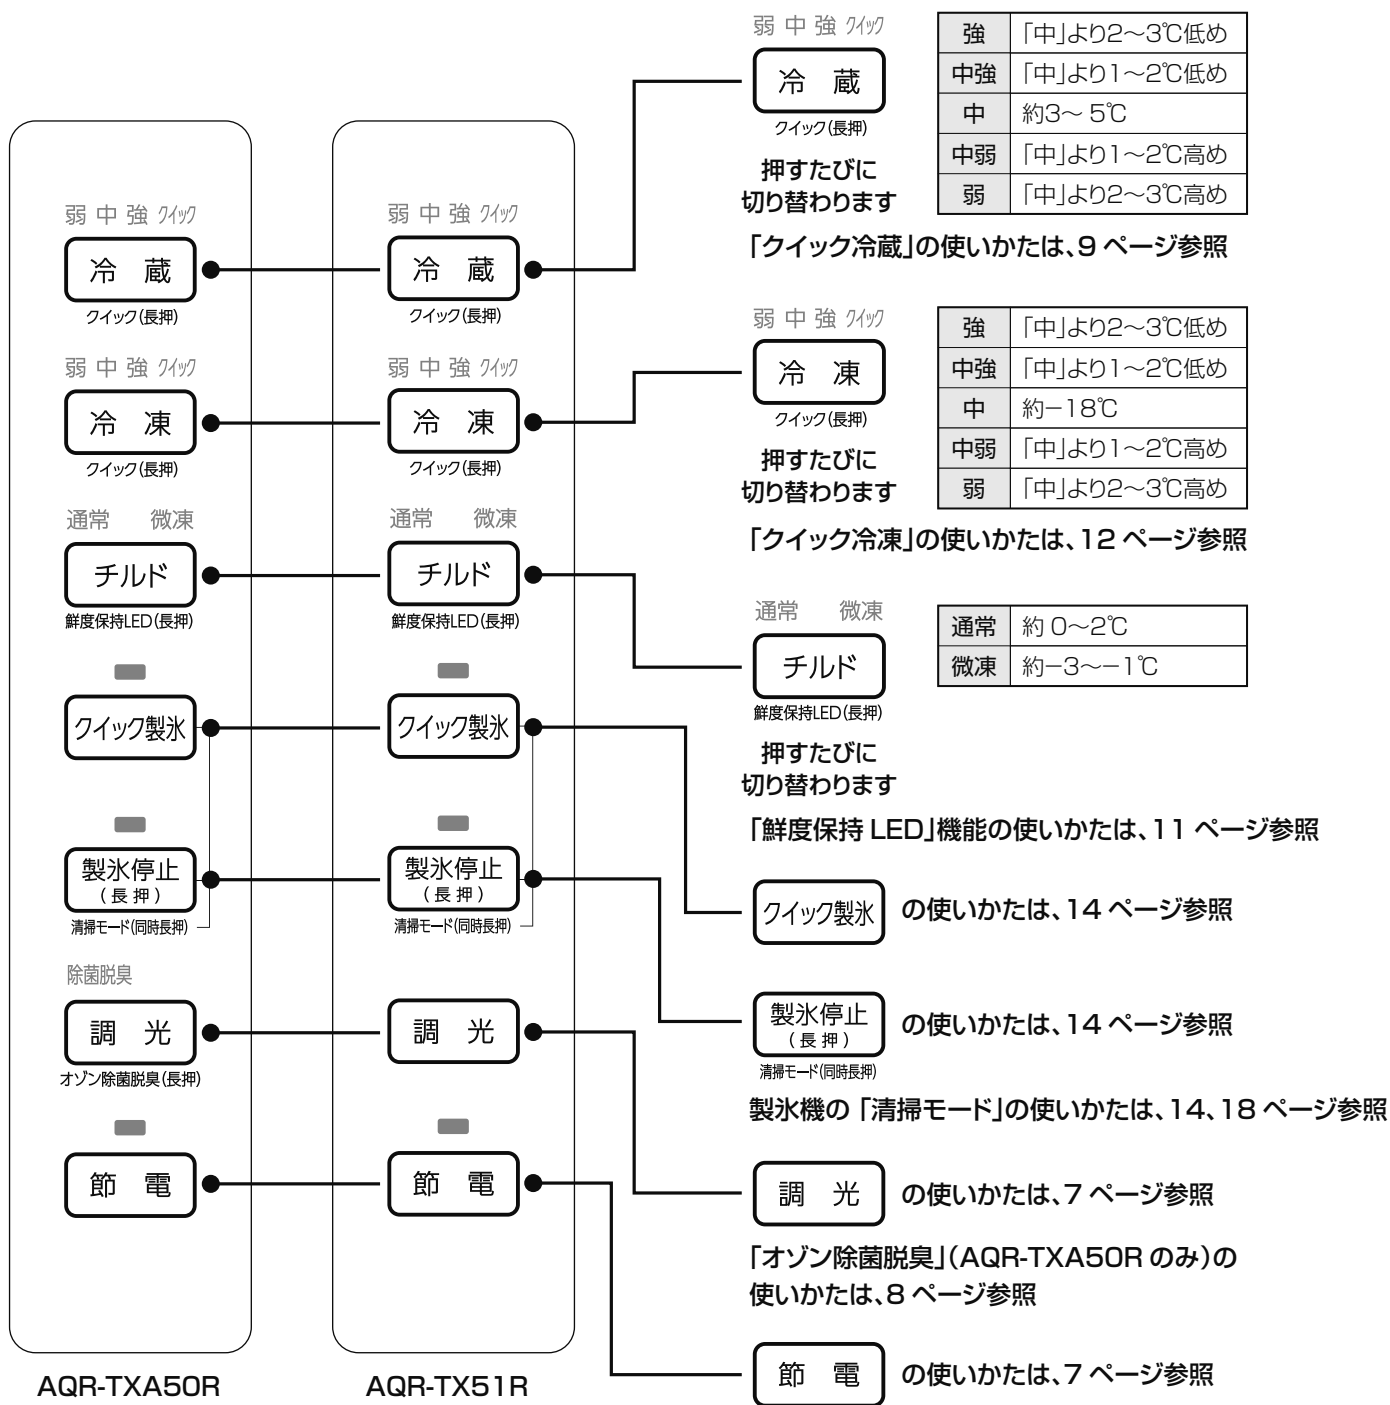 弱 中 強 クイック
冷 蔵
クイック(長押)
弱 中 強 クイック
冷 凍
クイック(長押)
通常 微凍
チルド
鮮度保持LED(長押)
クイック製氷
製氷停止
(長押)
清掃モード(同時長押)
除菌脱臭
調 光
オゾン除菌脱臭(長押)
節 電
AQR-TXA50R
弱 中 強 クイック
冷 蔵
クイック(長押)
弱 中 強 クイック
冷 凍
クイック(長押)
通常 微凍
チルド
鮮度保持LED(長押)
クイック製氷
製氷停止
(長押)
清掃モード(同時長押)
調 光
節 電
AQR-TX51R
弱 中 強 クイック
冷 蔵
クイック(長押)
押すたびに
切り替わります
強 「中」より2〜3℃低め
中強 「中」より1〜2℃低め
中 約3〜 5℃
中弱 「中」より1〜2℃高め
弱 「中」より2〜3℃高め
「クイック冷蔵」の使いかたは、9 ページ参照
弱 中 強 クイック
冷 凍
クイック(長押)
押すたびに
切り替わります
強 「中」より2〜3℃低め
中強 「中」より1〜2℃低め
中 約−18℃
中弱 「中」より1〜2℃高め
弱 「中」より2〜3℃高め
「クイック冷凍」の使いかたは、12 ページ参照
通常 微凍
チルド
鮮度保持LED(長押)
押すたびに
切り替わります
通常 約 0〜2℃
微凍 約−3〜−1℃
「鮮度保持 LED」機能の使いかたは、11 ページ参照
クイック製氷 の使いかたは、14 ページ参照
製氷停止
(長押)
の使いかたは、14 ページ参照
清掃モード(同時長押)
製氷機の「清掃モード」の使いかたは、14、18 ページ参照
調 光 の使いかたは、7 ページ参照
「オゾン除菌脱臭」(AQR-TXA50R のみ)の
使いかたは、8 ページ参照
節 電 の使いかたは、7 ページ参照